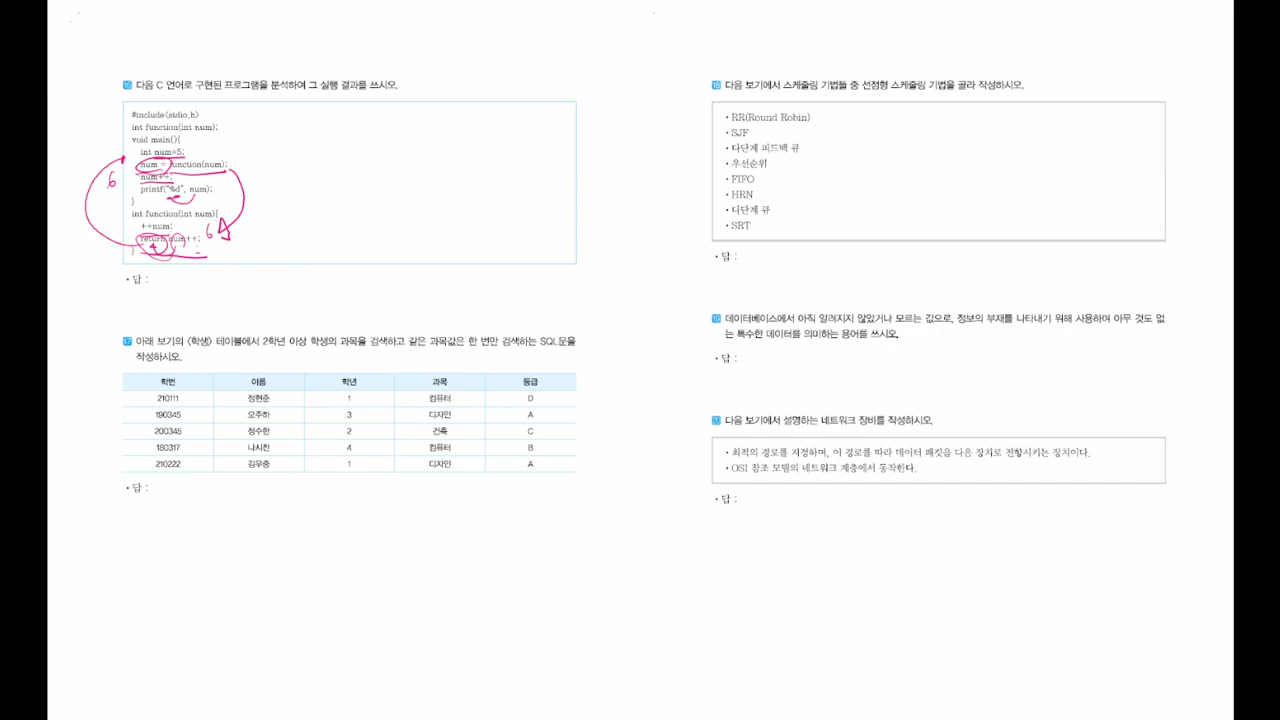 16 다음 C 언어로 구현된 프로그램을 분석하여 그 실행 결과를 쓰시오.
#include<stdio.h>
int function(int num);
void main(){
int num=5;
num = function(num);
num++;
printf("%d", num);
}
int function(int num){
++num;
return num++;
}
6
6
• 답 :
17 아래 보기의 <학생> 테이블에서 2학년 이상 학생의 과목을 검색하고 같은 과목값은 한 번만 검색하는 SQL문을
작성하시오.
학번 이름 학년 과목 등급
210111 정현준 1 컴퓨터 D
190345 오주하 3 디자인 A
200345 정수한 2 건축 C
180317 나시찬 4 컴퓨터 B
210222 김우중 1 디자인 A
• 답 :
18 다음 보기에서 스케줄링 기법들 중 선점형 스케줄링 기법을 골라 작성하시오.
• RR(Round Robin)
• SJF
• 다단계 피드백 큐
• 우선순위
• FIFO
• HRN
• 다단계 큐
• SRT
• 답 :
19 데이터베이스에서 아직 알려지지 않았거나 모르는 값으로, 정보의 부재를 나타내기 위해 사용하며 아무 것도 없
는 특수한 데이터를 의미하는 용어를 쓰시오.
• 답 :
20 다음 보기에서 설명하는 네트워크 장비를 작성하시오.
• 최적의 경로를 지정하며, 이 경로를 따라 데이터 패킷을 다음 장치로 전향시키는 장치이다.
• OSI 참조 모델의 네트워크 계층에서 동작한다.
• 답 :